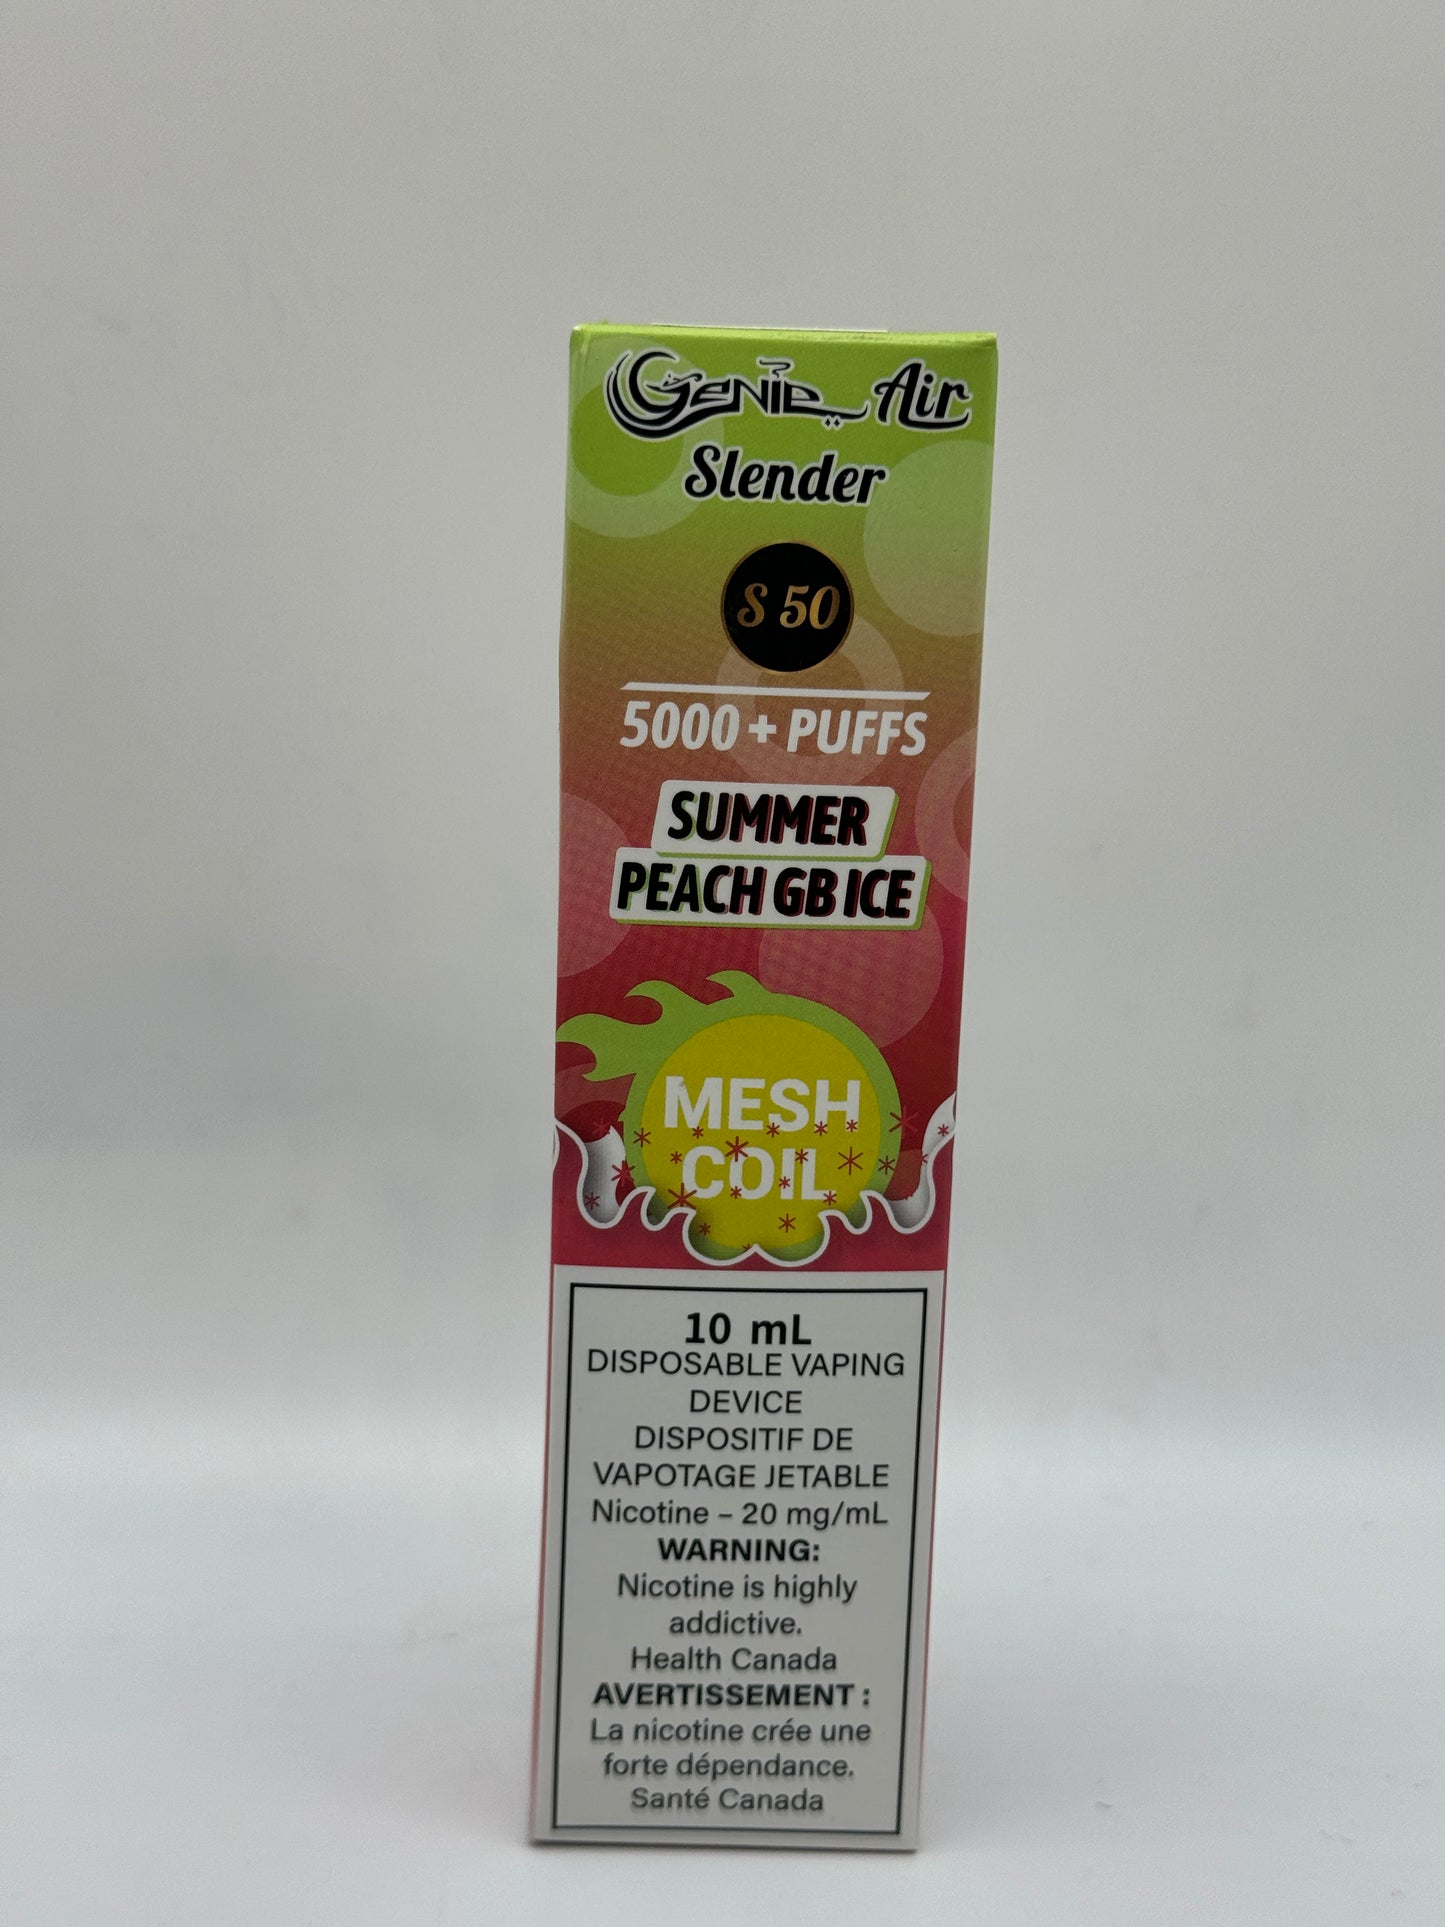 GENIE Air
Slender
S 50
5000 + PUFFS
SUMMER
PEACH GB ICE
MESH
COIL
10 mL
DISPOSABLE VAPING
DEVICE
DISPOSITIF DE
VAPOTAGE JETABLE
Nicotine – 20 mg/mL
WARNING:
Nicotine is highly
addictive.
Health Canada
AVERTISSEMENT :
La nicotine crée une
forte dépendance.
Santé Canada